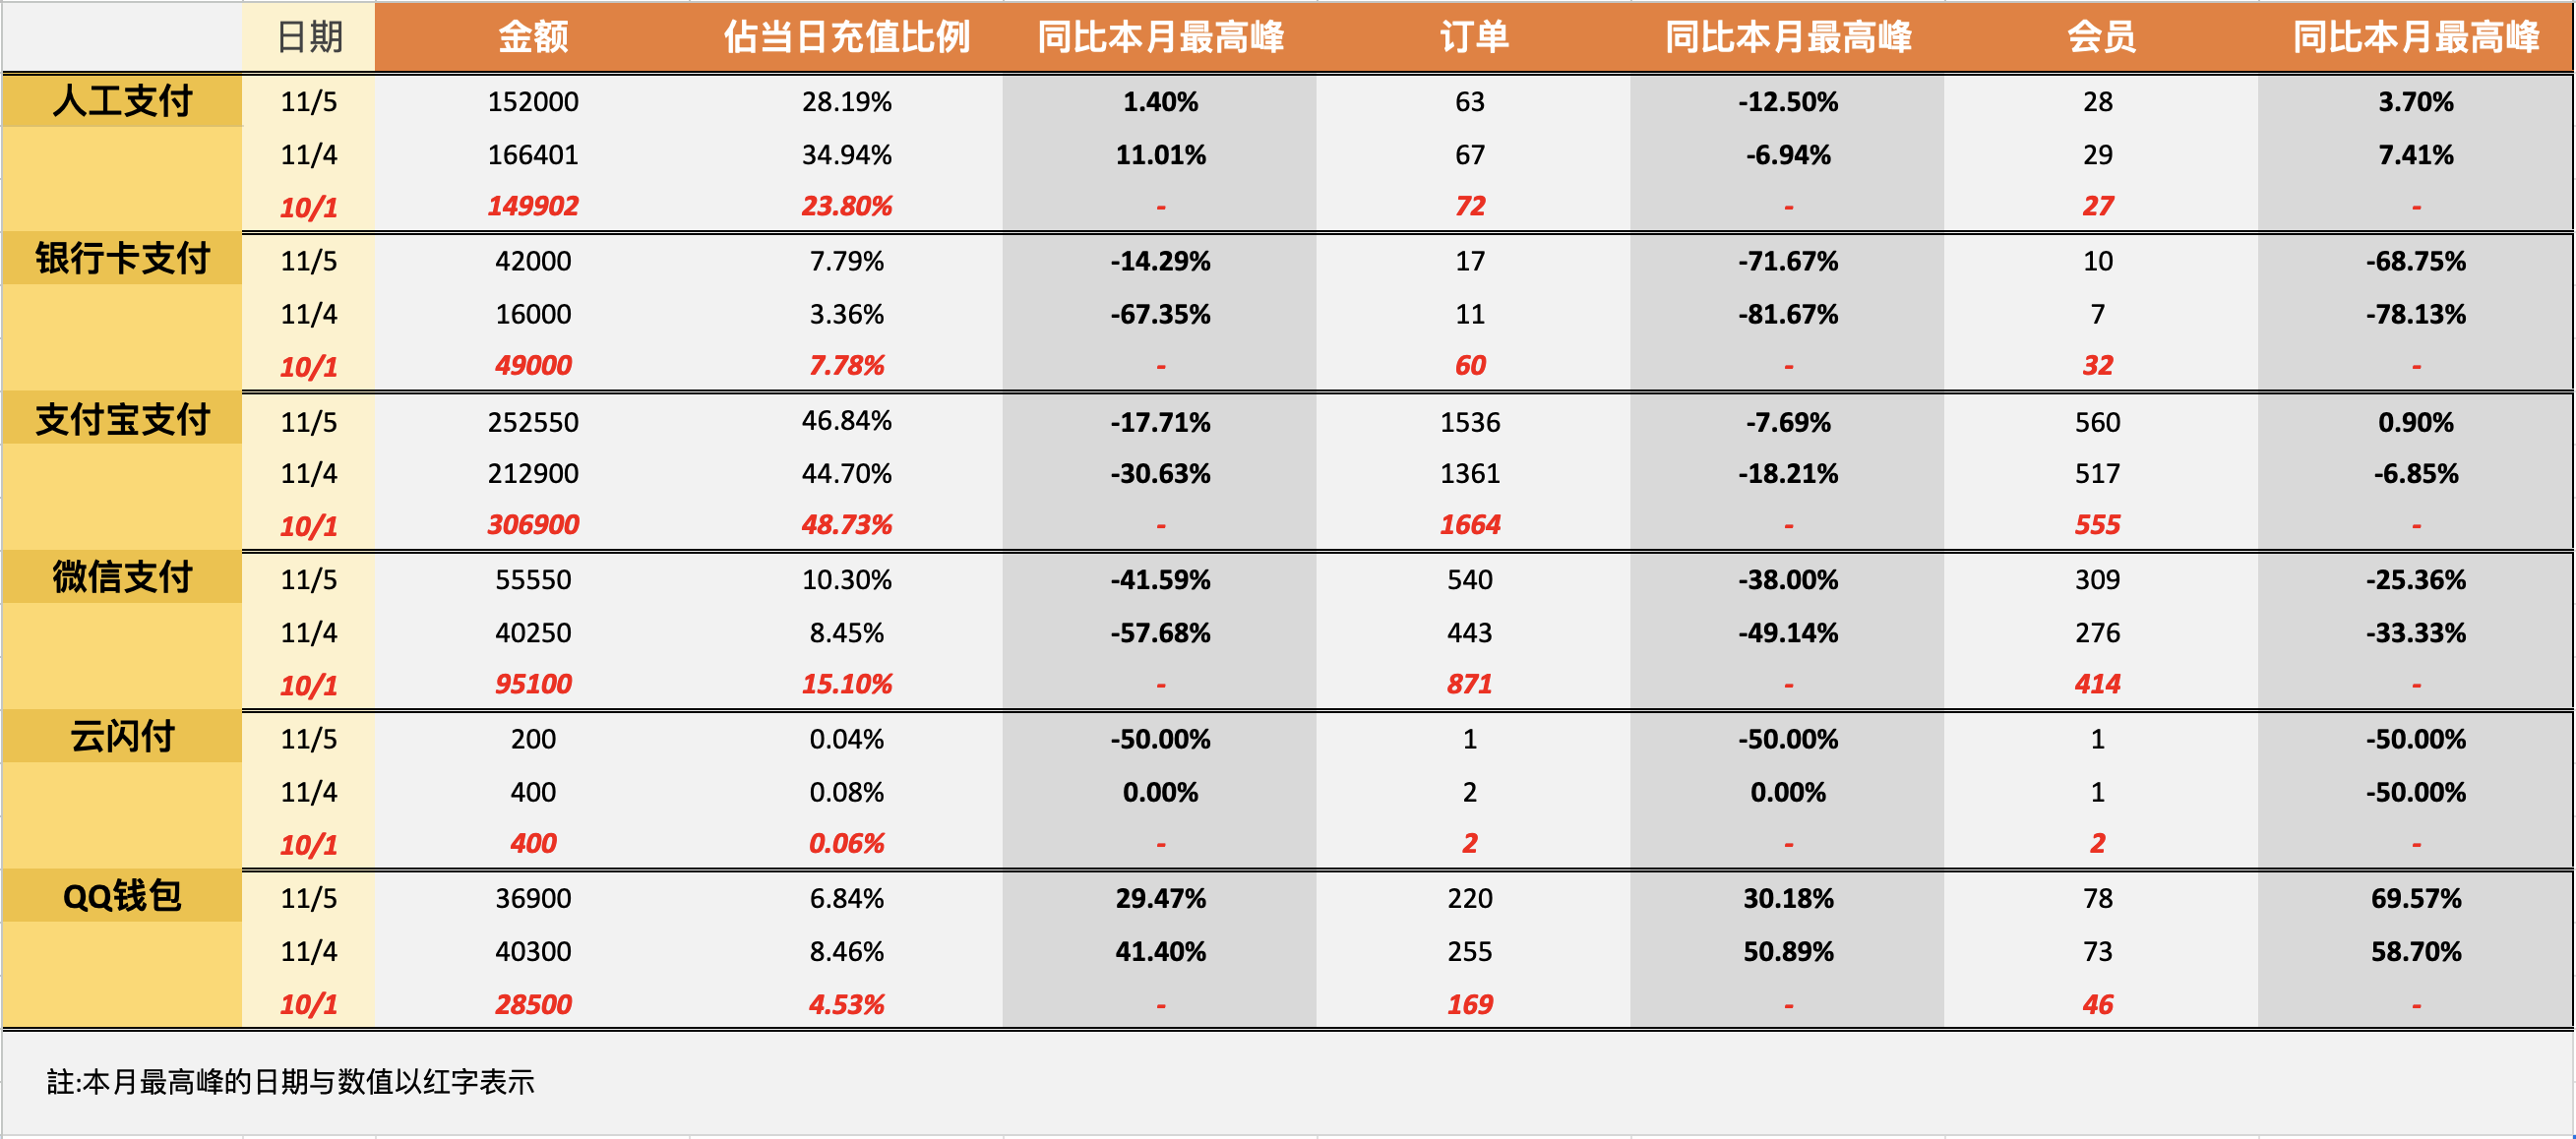 日期 金额 佔当日充值比例 同比本月最高峰 订单 同比本月最高峰 会员 同比本月最高峰
人工支付 11/5 152000 28.19% 1.40% 63 -12.50% 28 3.70%
11/4 166401 34.94% 11.01% 67 -6.94% 29 7.41%
10/1 149902 23.80% - 72 - 27 -
银行卡支付 11/5 42000 7.79% -14.29% 17 -71.67% 10 -68.75%
11/4 16000 3.36% -67.35% 11 -81.67% 7 -78.13%
10/1 49000 7.78% - 60 - 32 -
支付宝支付 11/5 252550 46.84% -17.71% 1536 -7.69% 560 0.90%
11/4 212900 44.70% -30.63% 1361 -18.21% 517 -6.85%
10/1 306900 48.73% - 1664 - 555 -
微信支付 11/5 55550 10.30% -41.59% 540 -38.00% 309 -25.36%
11/4 40250 8.45% -57.68% 443 -49.14% 276 -33.33%
10/1 95100 15.10% - 871 - 414 -
云闪付 11/5 200 0.04% -50.00% 1 -50.00% 1 -50.00%
11/4 400 0.08% 0.00% 2 0.00% 1 -50.00%
10/1 400 0.06% - 2 - 2 -
QQ钱包 11/5 36900 6.84% 29.47% 220 30.18% 78 69.57%
11/4 40300 8.46% 41.40% 255 50.89% 73 58.70%
10/1 28500 4.53% - 169 - 46 -
註:本月最高峰的日期与数值以红字表示